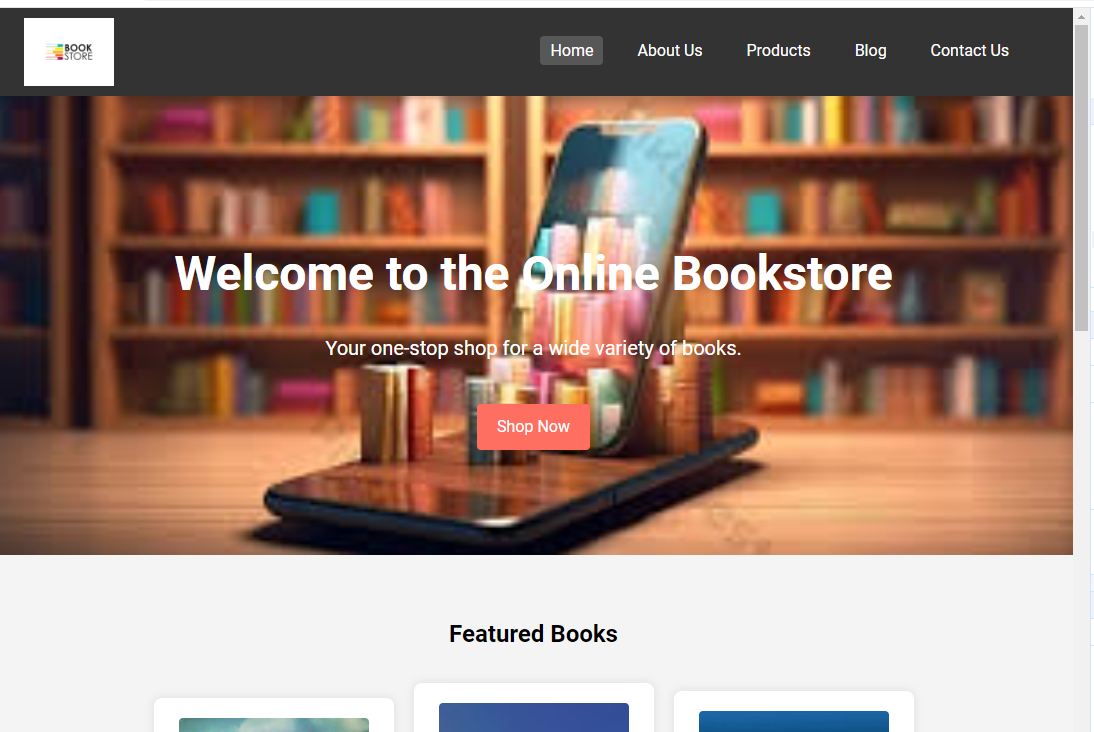 BOOK
STORE
Home About Us Products Blog Contact Us
Welcome to the Online Bookstore
Your one-stop shop for a wide variety of books.
Shop Now
Featured Books